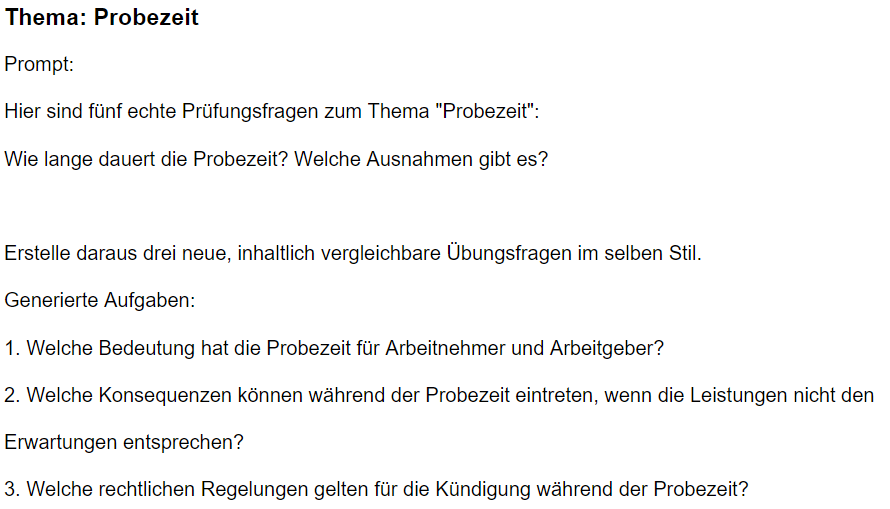 Thema: Probezeit
Prompt:
Hier sind fünf echte Prüfungsfragen zum Thema "Probezeit":
Wie lange dauert die Probezeit? Welche Ausnahmen gibt es?
Erstelle daraus drei neue, inhaltlich vergleichbare Übungsfragen im selben Stil.
Generierte Aufgaben:
1. Welche Bedeutung hat die Probezeit für Arbeitnehmer und Arbeitgeber?
2. Welche Konsequenzen können während der Probezeit eintreten, wenn die Leistungen nicht den
Erwartungen entsprechen?
3. Welche rechtlichen Regelungen gelten für die Kündigung während der Probezeit?